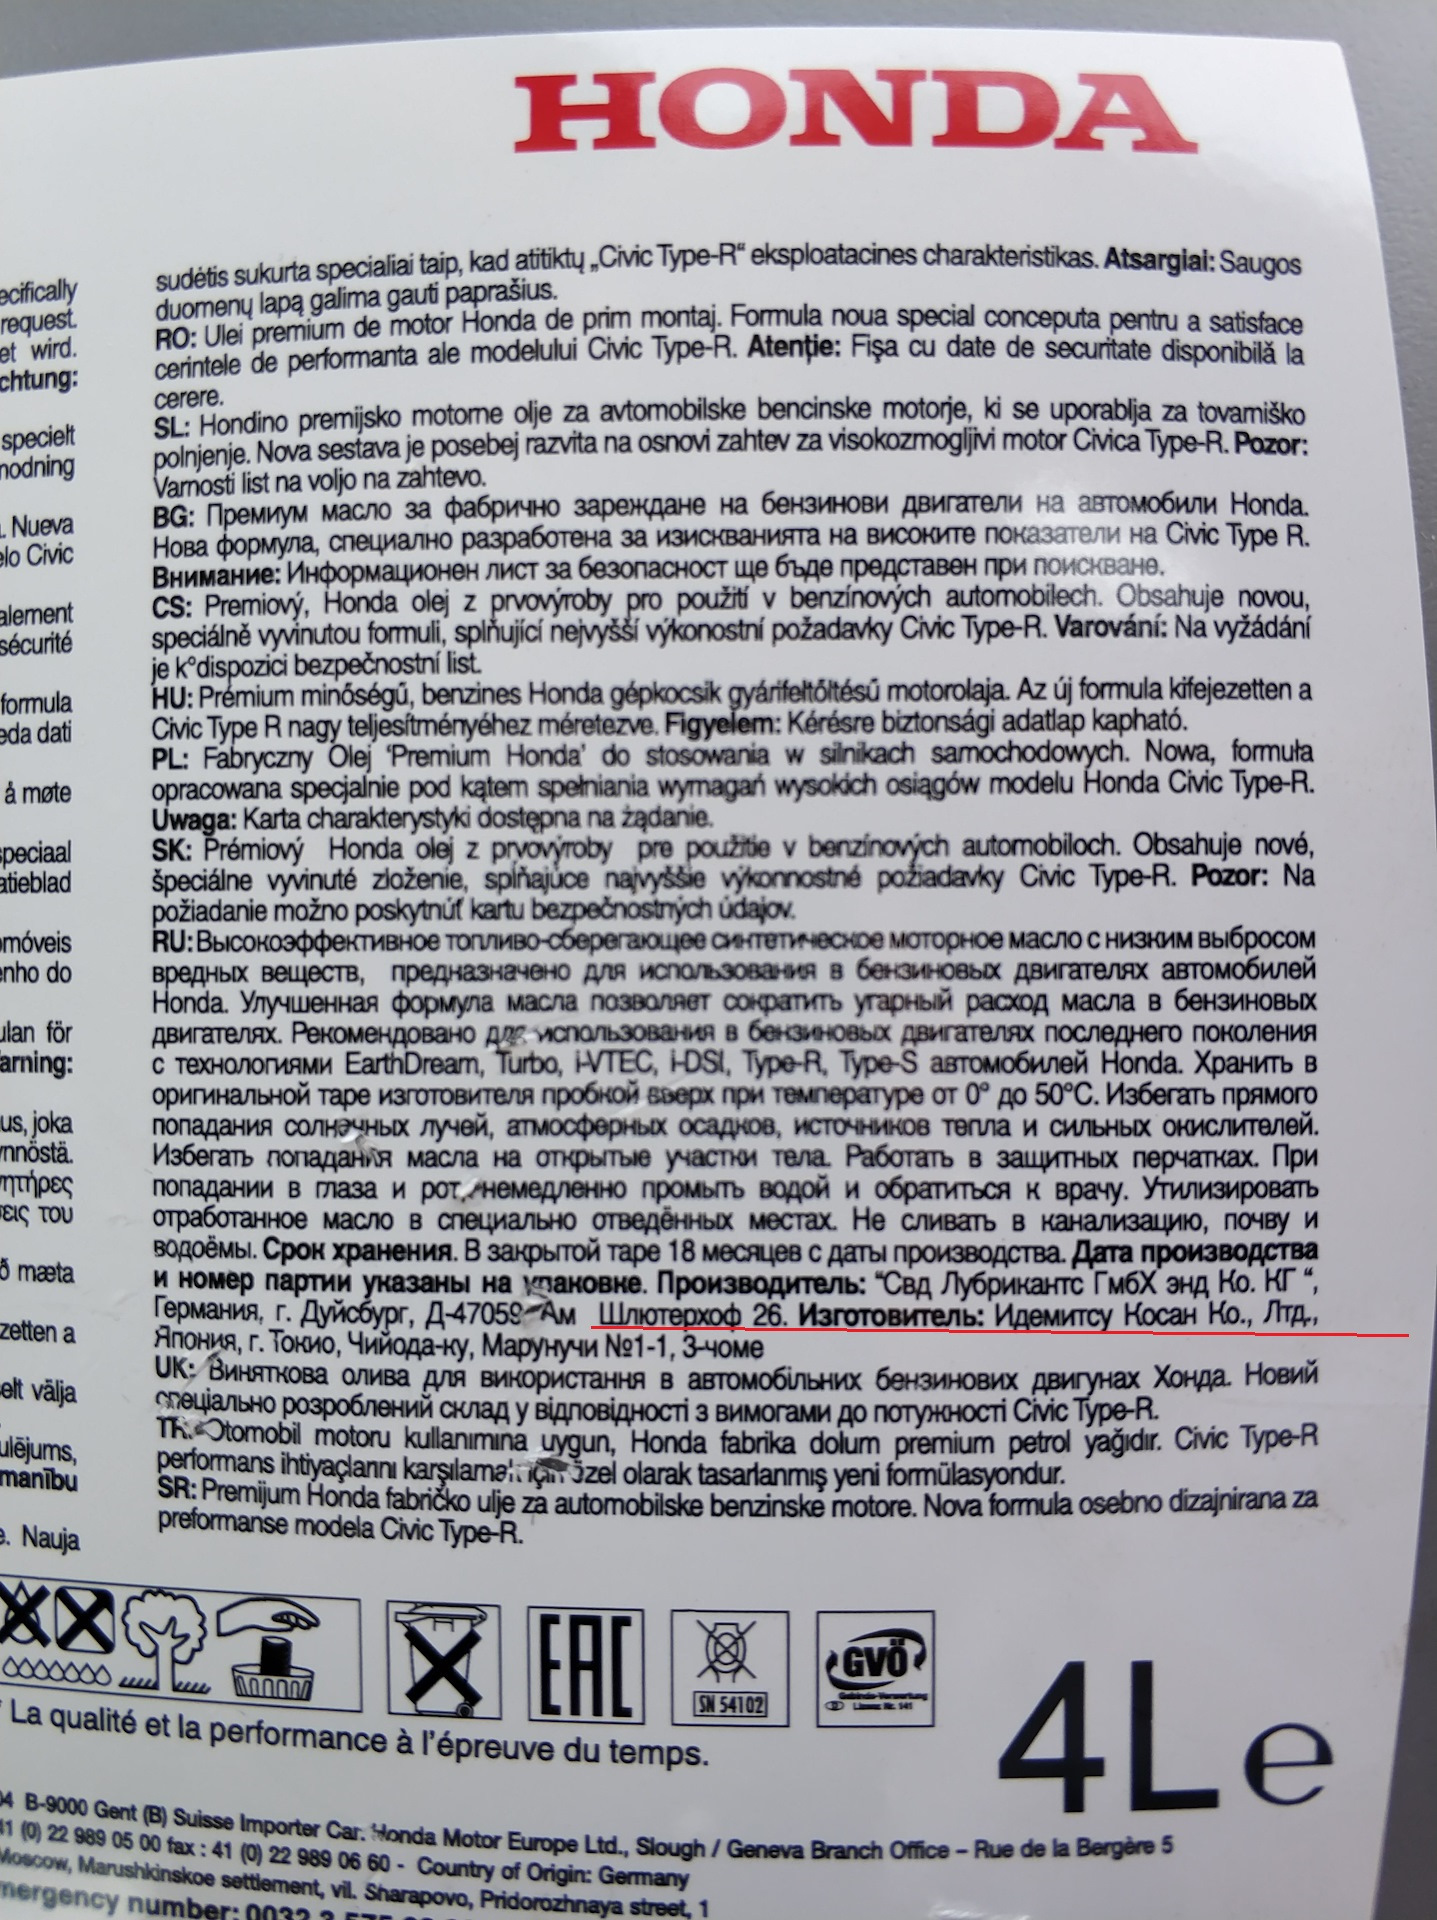 HONDA
ecifically
request.
et wird.
chtung:
specielt
nodning
. Nueva
elo Civic
alement
sécurité
formula
eda dati
å møte
speciaal
atieblad
omóveis
enho do
ulan för
arning:
us, joka
ynnöstä.
νητήρες
σεις του
ð mæta
zetten a
elt välja
ulējums,
manību
e. Nauja
sudėtis sukurta specialiai taip, kad atitiktų „Civic Type-R“ eksploatacines charakteristikas. Atsargiai: Saugos
duomenų lapą galima gauti paprašius.
RO: Ulei premium de motor Honda de prim montaj. Formula noua special conceputa pentru a satisface
cerintele de performanta ale modelului Civic Type-R. Atenţie: Fişa cu date de securitate disponibilă la
cerere.
SL: Hondino premijsko motorne olje za avtomobilske bencinske motorje, ki se uporablja za tovarniško
polnjenje. Nova sestava je posebej razvita na osnovi zahtev za visokozmogljivi motor Civica Type-R. Pozor:
Varnosti list na voljo na zahtevo.
BG: Премиум масло за фабрично зареждане на бензинови двигатели на автомобили Honda.
Нова формула, специално разработена за изискванията на високите показатели на Civic Type R.
Внимание: Информационен лист за безопасност ще бъде представен при поискване.
CS: Premiový, Honda olej z prvovýroby pro použití v benzínových automobilech. Obsahuje novou,
speciálně vyvinutou formuli, splňující nejvyšší výkonostní požadavky Civic Type-R. Varování: Na vyžádání
je k°dispozici bezpečnostní list.
HU: Prémium minőségű, benzines Honda gépkocsik gyárifeltöltésű motorolaja. Az új formula kifejezetten a
Civic Type R nagy teljesítményéhez méretezve. Figyelem: Kérésre biztonsági adatlap kapható.
PL: Fabryczny Olej 'Premium Honda' do stosowania w silnikach samochodowych. Nowa, formuła
opracowana specjalnie pod kątem spełniania wymagań wysokich osiągów modelu Honda Civic Type-R.
Uwaga: Karta charakterystyki dostępna na żądanie.
SK: Prémiový Honda olej z prvovýroby pre použitie v benzínových automobiloch. Obsahuje nové,
špeciálne vyvinuté zloženie, spĺňajúce najvyššie výkonnostné požiadavky Civic Type-R. Pozor: Na
požiadanie možno poskytnúť kartu bezpečnostných údajov.
RU: Высокоэффективное топливо-сберегающее синтетическое моторное масло с низким выбросом
вредных веществ, предназначено для использования в бензиновых двигателях автомобилей
Honda. Улучшенная формула масла позволяет сократить угарный расход масла в бензиновых
двигателях. Рекомендовано для использования в бензиновых двигателях последнего поколения
с технологиями EarthDream, Turbo, i-VTEC, i-DSI, Type-R, Type-S автомобилей Honda. Хранить в
оригинальной таре изготовителя пробкой вверх при температуре от 0° до 50°C. Избегать прямого
попадания солнечных лучей, атмосферных осадков, источников тепла и сильных окислителей.
Избегать попадания масла на открытые участки тела. Работать в защитных перчатках. При
попадании в глаза и рот, немедленно промыть водой и обратиться к врачу. Утилизировать
отработанное масло в специально отведённых местах. Не сливать в канализацию, почву и
водоёмы. Срок хранения. В закрытой таре 18 месяцев с даты производства. Дата производства
и номер партии указаны на упаковке. Производитель: “Свд Лубрикантс ГмбХ энд Ко. КГ “,
Германия, г. Дуйсбург, Д-47059 Ам Шлютерхоф 26. Изготовитель: Идемитсу Косан Ко., Лтд.,
Япония, г. Токио, Чийода-ку, Марунучи №1-1, 3-чоме
UK: Виняткова олива для використання в автомобільних бензинових двигунах Хонда. Новий
спеціально розроблений склад у відповідності з вимогами до потужності Civic Type-R.
TR: Otomobil motoru kullanımına uygun, Honda fabrika dolum premium petrol yağıdır. Civic Type-R
performans ihtiyaçlarını karşılamak için özel olarak tasarlanmış yeni formülasyondur.
SR: Premijum Honda fabričko ulje za automobilske benzinske motore. Nova formula osebno dizajnirana za
preformanse modela Civic Type-R.
EAC
SN 54102
GVÖ
Gebinde-Verwertung
Lizenz Nr. 141
La qualité et la performance à l'épreuve du temps.
4L e
04 B-9000 Gent (B) Suisse Importer Car. Honda Motor Europe Ltd., Slough / Geneva Branch Office – Rue de la Bergère 5
41 (0) 22 989 05 00 fax : 41 (0) 22 989 06 60 - Country of Origin: Germany
Moscow, Marushkinskoe settlement, vil. Sharapovo, Pridorozhnaya street, 1
mergency number: 0032 3 575